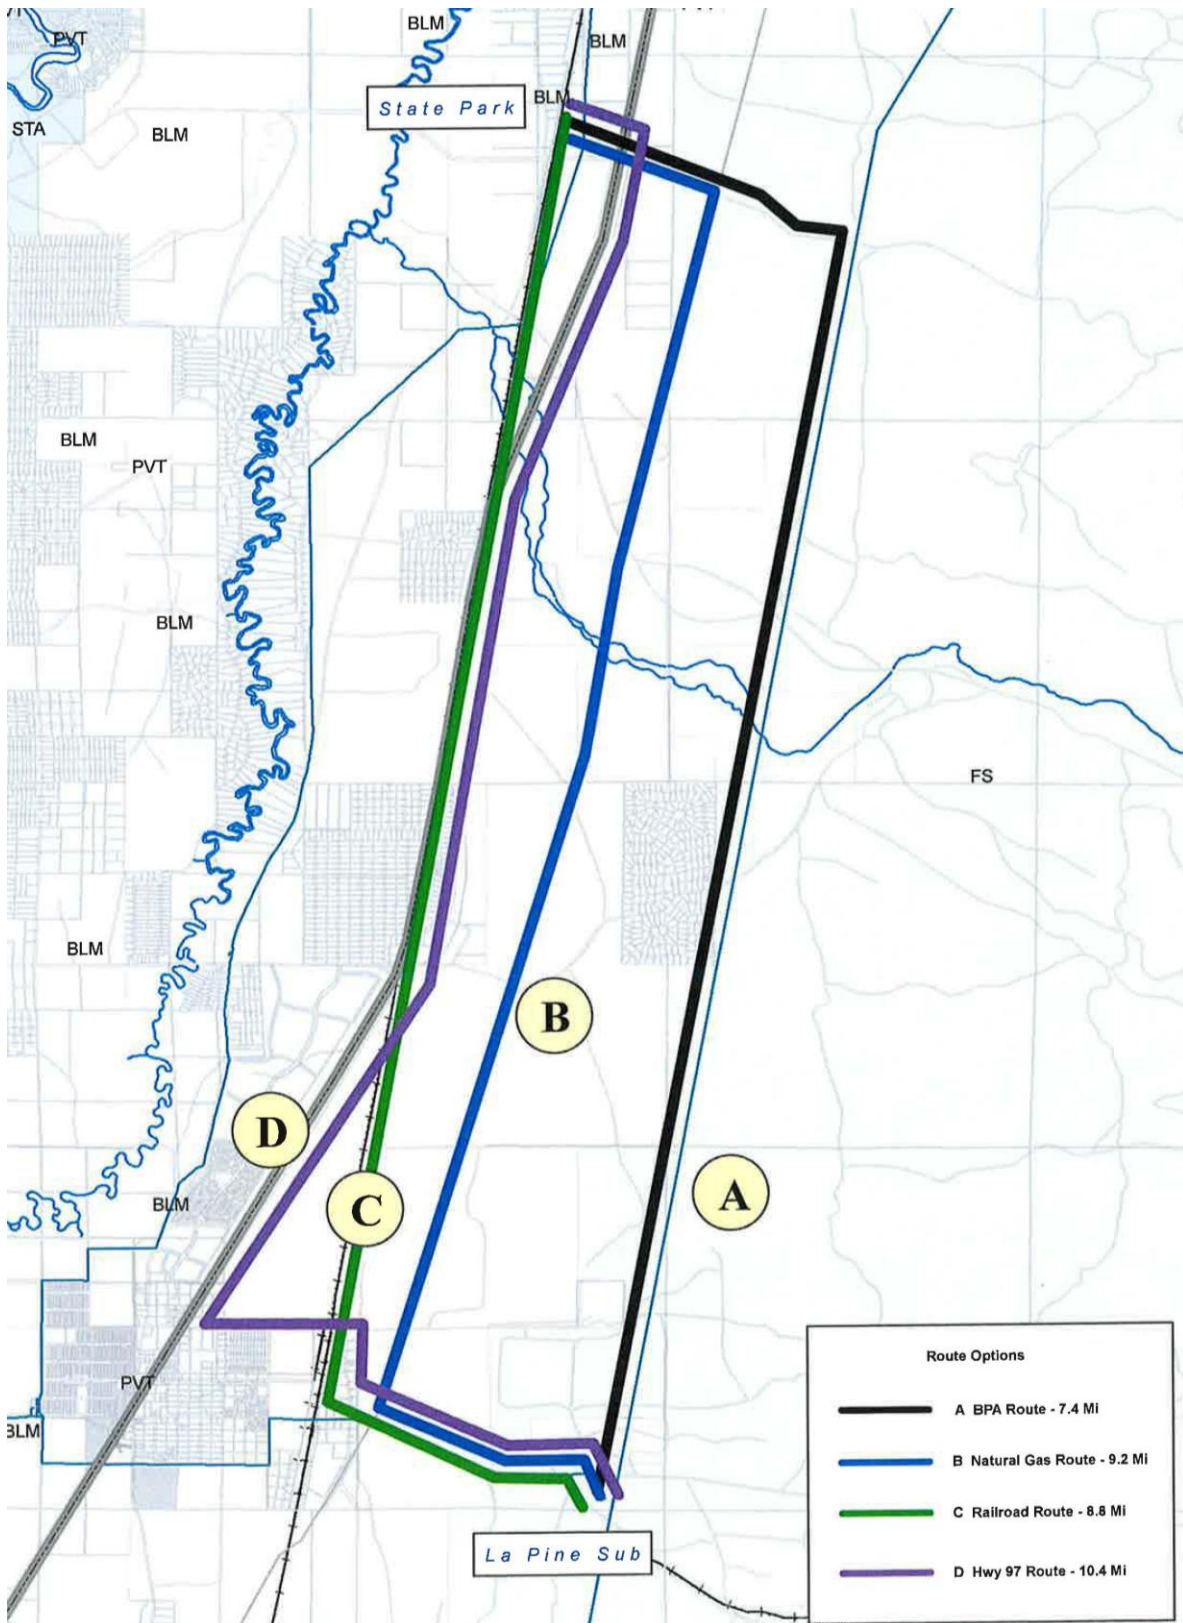 PVT
BLM
BLM
BLM
State Park
STA
BLM
BLM
PVT
BLM
BLM
FS
B
D
A
C
BLM
PVT
BLM
Route Options
A BPA Route - 7.4 Mi
B Natural Gas Route - 9.2 Mi
C Railroad Route - 8.8 Mi
D Hwy 97 Route - 10.4 Mi
La Pine Sub